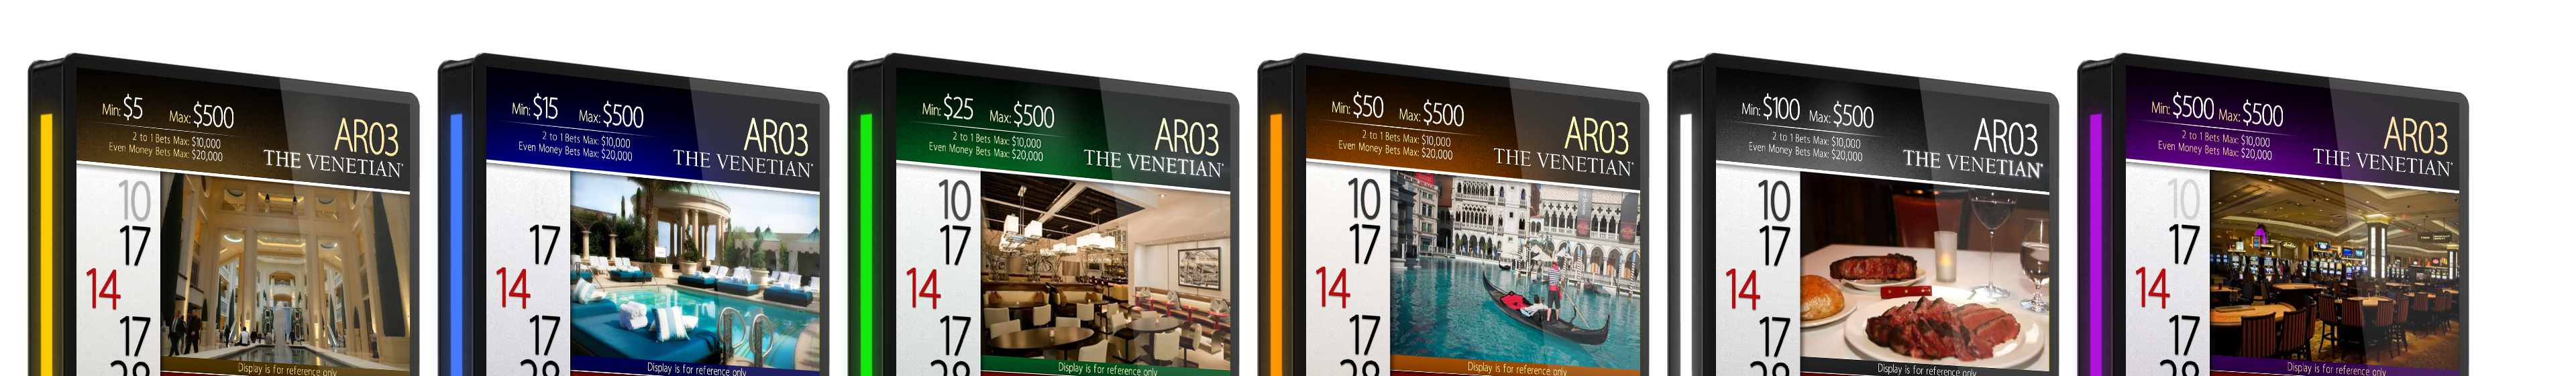 Min: $5 Max: $500
2 to 1 Bets Max: $10,000
Even Money Bets Max: $20,000
AR03
THE VENETIAN
10
17
14
17
28
Display is for reference only
Min: $15 Max: $500
2 to 1 Bets Max: $10,000
Even Money Bets Max: $20,000
AR03
THE VENETIAN
17
14
17
28
Display is for reference only
Min: $25 Max: $500
2 to 1 Bets Max: $10,000
Even Money Bets Max: $20,000
AR03
THE VENETIAN
10
17
14
17
28
Display is for reference only
Min: $50 Max: $500
2 to 1 Bets Max: $10,000
Even Money Bets Max: $20,000
AR03
THE VENETIAN
10
17
14
17
28
Display is for reference only
Min: $100 Max: $500
2 to 1 Bets Max: $10,000
Even Money Bets Max: $20,000
AR03
THE VENETIAN
10
17
14
17
28
Display is for reference only
Min: $500 Max: $500
2 to 1 Bets Max: $10,000
Even Money Bets Max: $20,000
AR03
THE VENETIAN
10
17
14
17
28
Display is for reference only